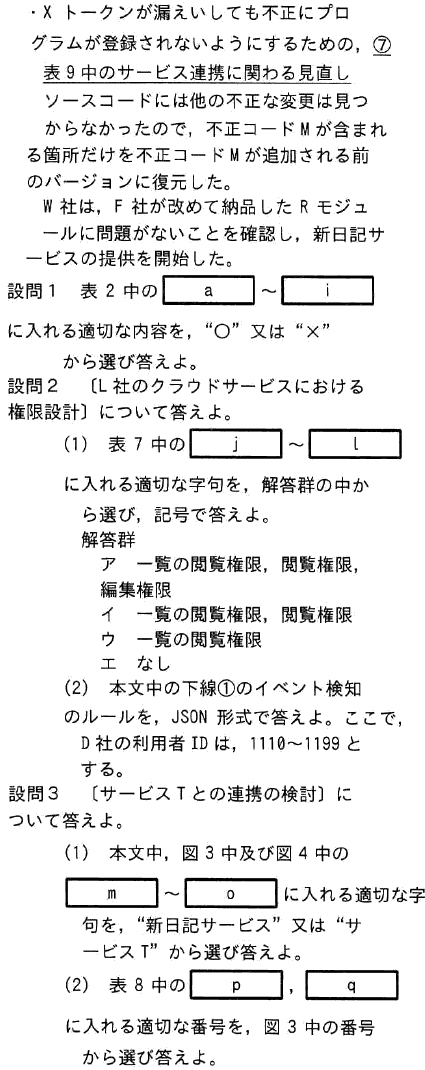 ・X トークンが漏えいしても不正にプロ
グラムが登録されないようにするための，⑦
表９中のサービス連携に関わる見直し
ソースコードには他の不正な変更は見つ
からなかったので，不正コード M が含まれ
る箇所だけを不正コード M が追加される前
のバージョンに復元した。
W 社は，F 社が改めて納品した R モジュ
ールに問題がないことを確認し，新日記サ
ービスの提供を開始した。
設問１ 表２中の a ～ i
に入れる適切な内容を，“○”又は“×”
から選び答えよ。
設問２ 〔L 社のクラウドサービスにおける
権限設計〕について答えよ。
(1) 表 7 中の j ～ l
に入れる適切な字句を，解答群の中か
ら選び，記号で答えよ。
解答群
ア 一覧の閲覧権限，閲覧権限，
編集権限
イ 一覧の閲覧権限，閲覧権限
ウ 一覧の閲覧権限
エ なし
(2) 本文中の下線①のイベント検知
のルールを，JSON 形式で答えよ。ここで，
D 社の利用者 ID は，1110～1199 と
する。
設問３ 〔サービス T との連携の検討〕に
ついて答えよ。
(1) 本文中，図 3 中及び図 4 中の
m ～ o に入れる適切な字
句を，“新日記サービス”又は“サ
ービス T”から選び答えよ。
(2) 表 8 中の p ， q
に入れる適切な番号を，図 3 中の番号
から選び答えよ。